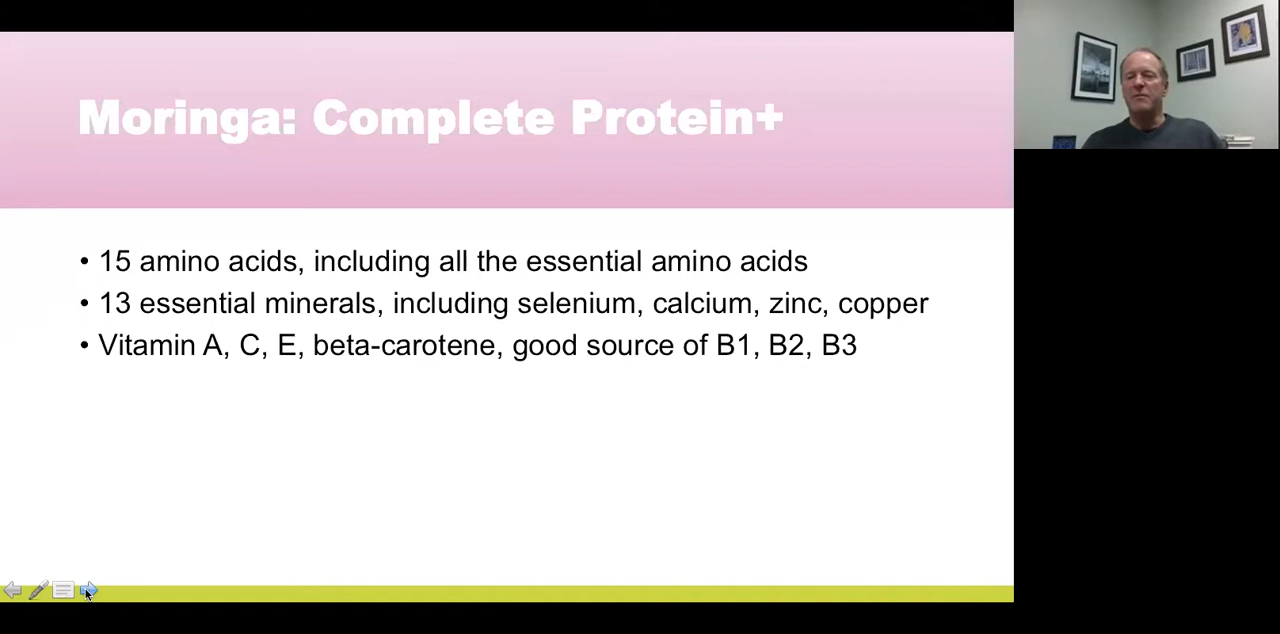 Moringa: Complete Protein+
• 15 amino acids, including all the essential amino acids
• 13 essential minerals, including selenium, calcium, zinc, copper
• Vitamin A, C, E, beta-carotene, good source of B1, B2, B3